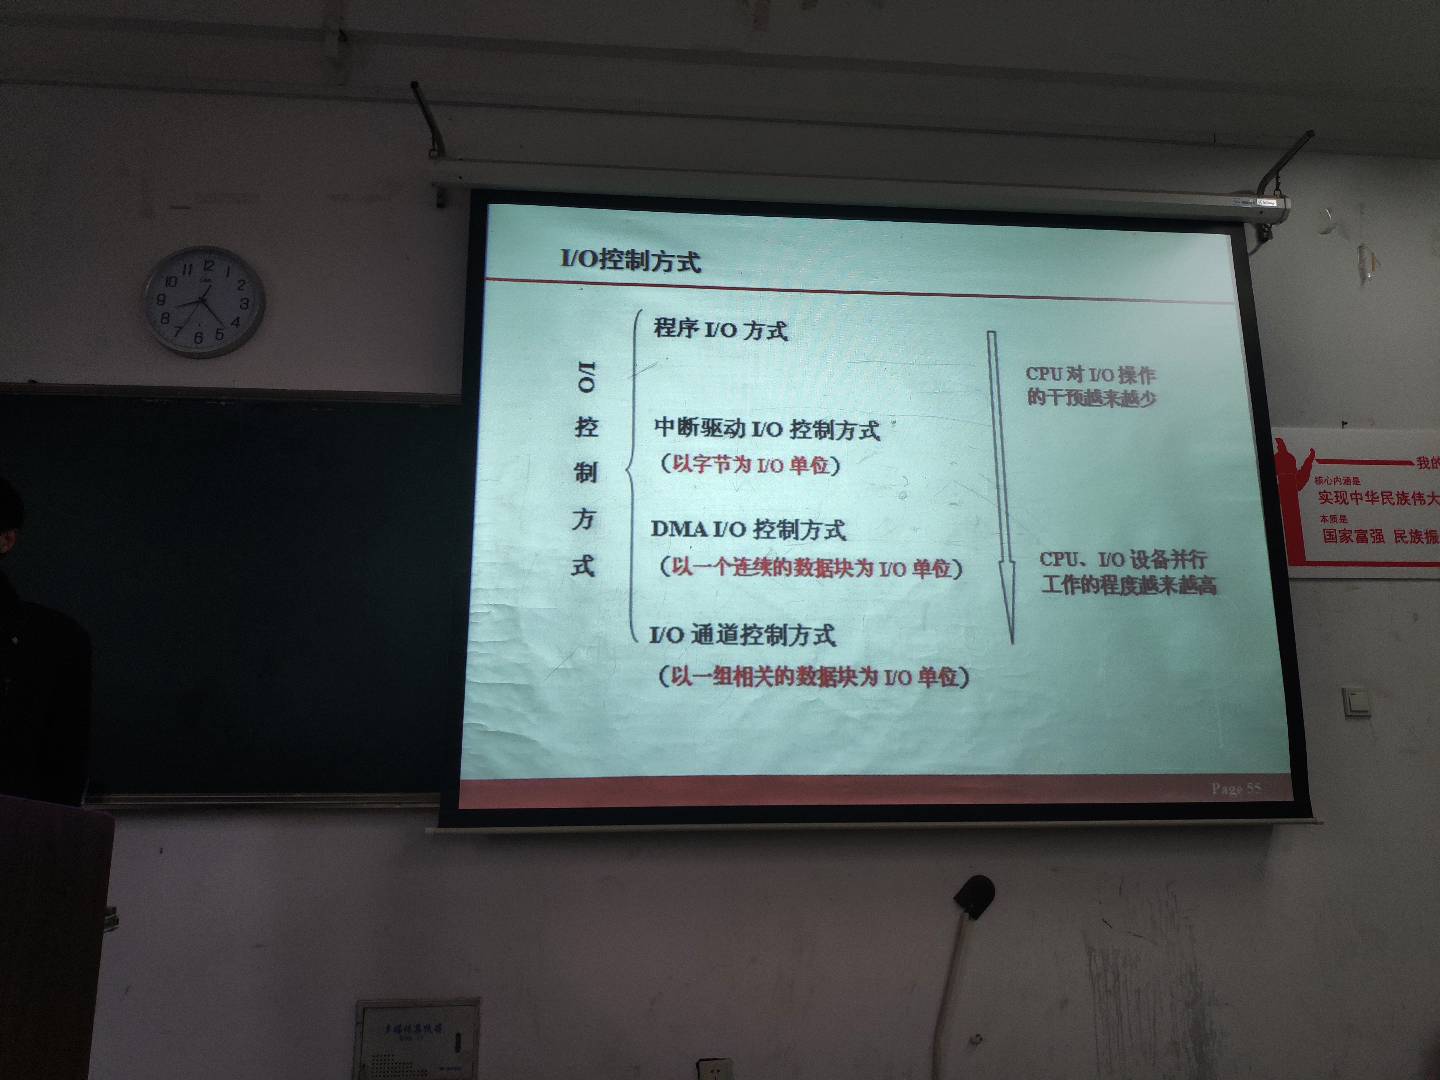 I/O控制方式
I/O控制方式
程序 I/O 方式
中断驱动 I/O 控制方式
（以字节为 I/O 单位）
DMA I/O 控制方式
（以一个连续的数据块为 I/O 单位）
I/O 通道控制方式
（以一组相关的数据块为 I/O 单位）
CPU 对 I/O 操作
的干预越来越少
CPU、I/O 设备并行
工作的程度越来越高
Page 55
12
1
2
3
4
5
6
7
8
9
10
11
我的
核心内涵是
实现中华民族伟大
本质是
国家富强 民族振